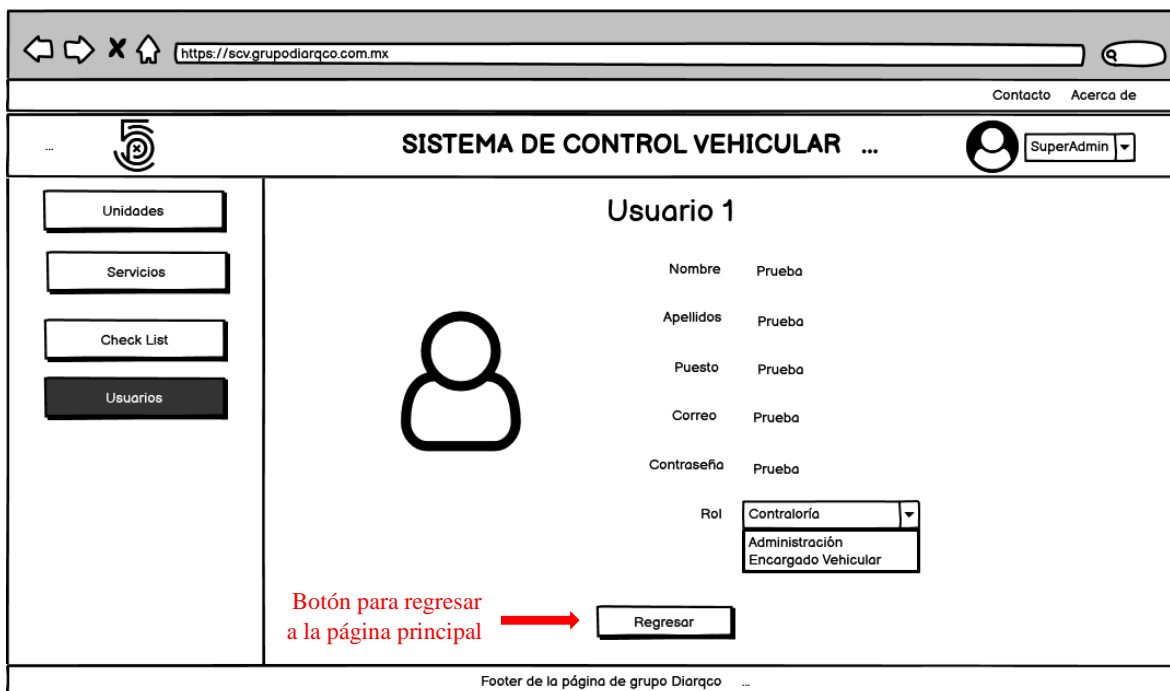 https://scv.grupodiarqco.com.mx
Contacto Acerca de
... SISTEMA DE CONTROL VEHICULAR ... SuperAdmin
Unidades
Servicios
Check List
Usuarios
Usuario 1
Nombre Prueba
Apellidos Prueba
Puesto Prueba
Correo Prueba
Contraseña Prueba
Rol Contraloría
Administración
Encargado Vehicular
Botón para regresar
a la página principal
Regresar
Footer de la página de grupo Diarqco ...